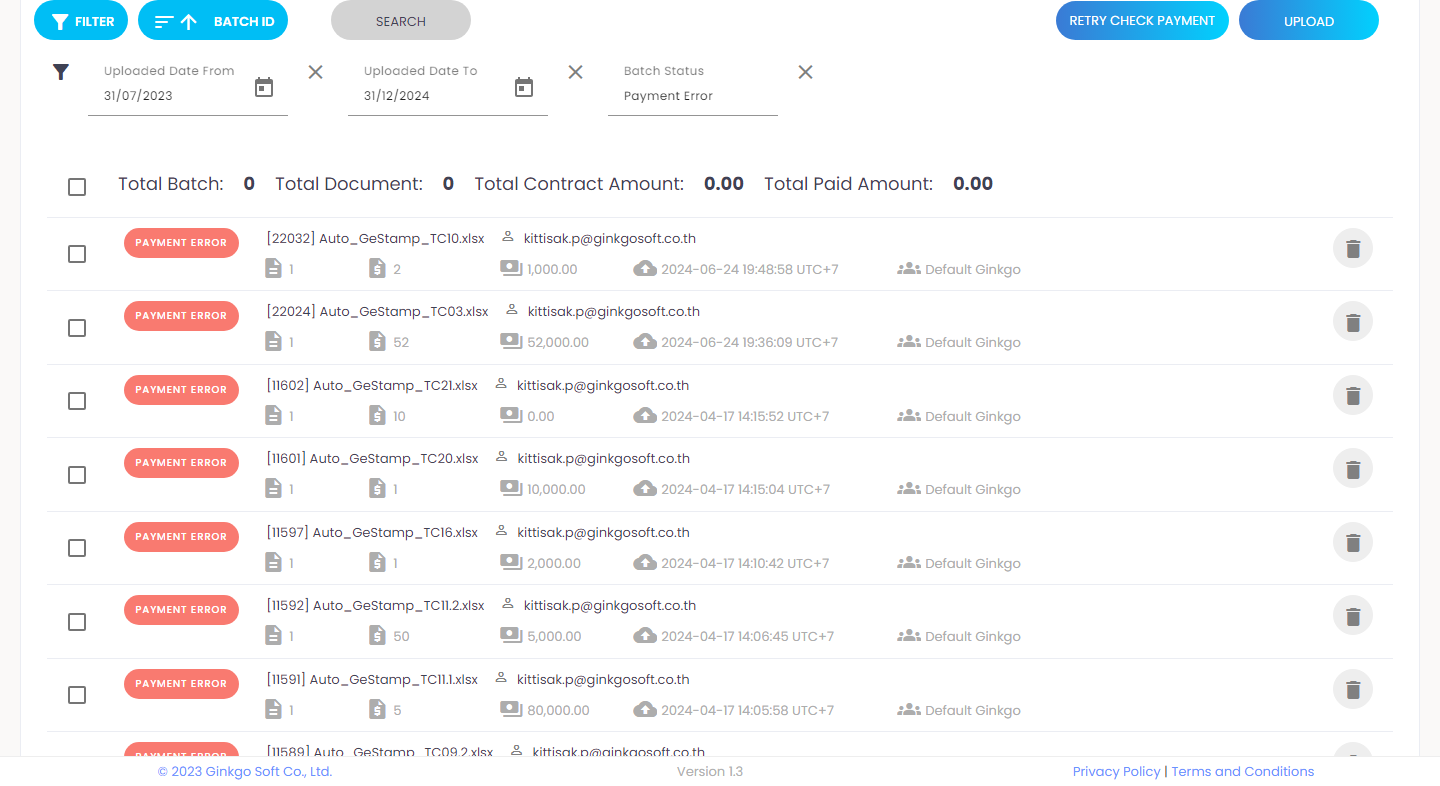 FILTER BATCH ID SEARCH RETRY CHECK PAYMENT UPLOAD
Uploaded Date From Uploaded Date To Batch Status
31/07/2023 31/12/2024 Payment Error
Total Batch: 0 Total Document: 0 Total Contract Amount: 0.00 Total Paid Amount: 0.00
PAYMENT ERROR [22032] Auto_GeStamp_TC10.xlsx kittisak.p@ginkgosoft.co.th
1 2 1,000.00 2024-06-24 19:48:58 UTC+7 Default Ginkgo
PAYMENT ERROR [22024] Auto_GeStamp_TC03.xlsx kittisak.p@ginkgosoft.co.th
1 52 52,000.00 2024-06-24 19:36:09 UTC+7 Default Ginkgo
PAYMENT ERROR [11602] Auto_GeStamp_TC21.xlsx kittisak.p@ginkgosoft.co.th
1 10 0.00 2024-04-17 14:15:52 UTC+7 Default Ginkgo
PAYMENT ERROR [11601] Auto_GeStamp_TC20.xlsx kittisak.p@ginkgosoft.co.th
1 1 10,000.00 2024-04-17 14:15:04 UTC+7 Default Ginkgo
PAYMENT ERROR [11597] Auto_GeStamp_TC16.xlsx kittisak.p@ginkgosoft.co.th
1 1 2,000.00 2024-04-17 14:10:42 UTC+7 Default Ginkgo
PAYMENT ERROR [11592] Auto_GeStamp_TC11.2.xlsx kittisak.p@ginkgosoft.co.th
1 50 5,000.00 2024-04-17 14:06:45 UTC+7 Default Ginkgo
PAYMENT ERROR [11591] Auto_GeStamp_TC11.1.xlsx kittisak.p@ginkgosoft.co.th
1 5 80,000.00 2024-04-17 14:05:58 UTC+7 Default Ginkgo
PAYMENT ERROR [11589] Auto_GeStamp_TC09.2.xlsx kittisak.p@ginkgosoft.co.th
© 2023 Ginkgo Soft Co., Ltd. Version 1.3 Privacy Policy | Terms and Conditions